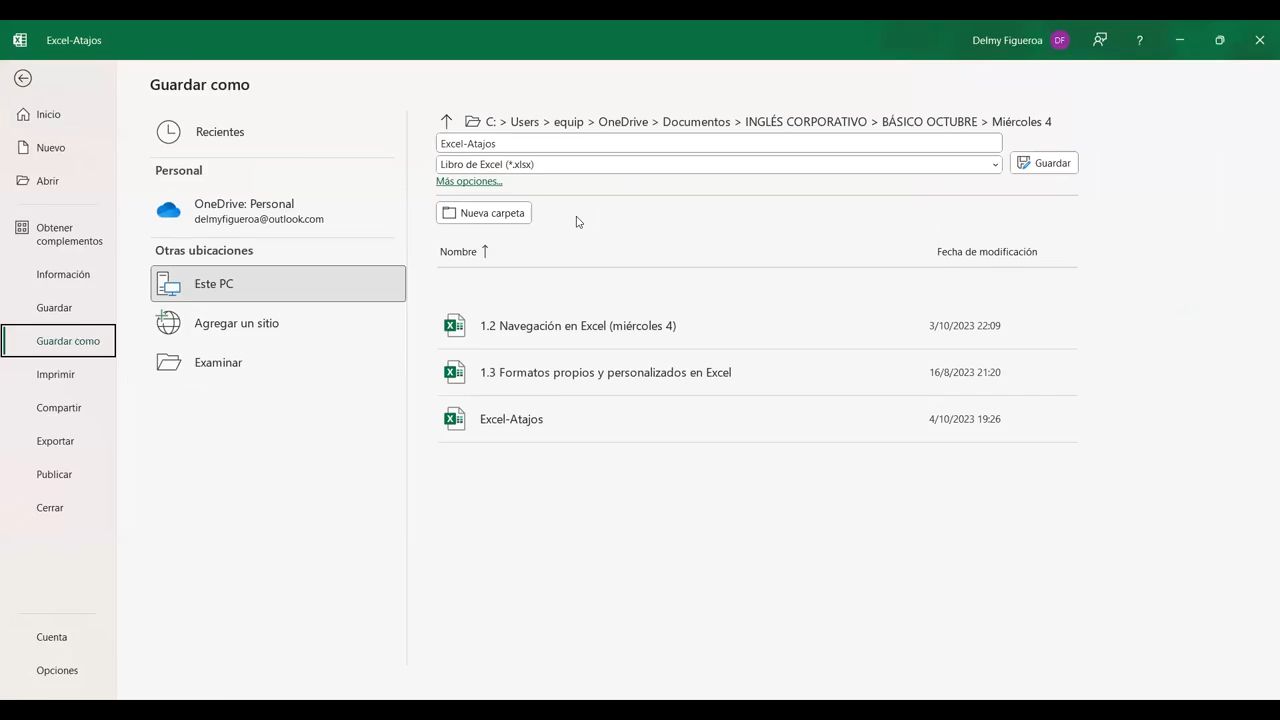 Excel-Atajos
Delmy Figueroa DF ?
Guardar como
Inicio
Nuevo
Abrir
Obtener
complementos
Información
Guardar
Guardar como
Imprimir
Compartir
Exportar
Publicar
Cerrar
Cuenta
Opciones
Recientes
Personal
OneDrive: Personal
delmyfigueroa@outlook.com
Otras ubicaciones
Este PC
Agregar un sitio
Examinar
C: > Users > equip > OneDrive > Documentos > INGLÉS CORPORATIVO > BÁSICO OCTUBRE > Miércoles 4
Excel-Atajos
Libro de Excel (*.xlsx)
Guardar
Más opciones...
Nueva carpeta
Nombre Fecha de modificación
1.2 Navegación en Excel (miércoles 4) 3/10/2023 22:09
1.3 Formatos propios y personalizados en Excel 16/8/2023 21:20
Excel-Atajos 4/10/2023 19:26